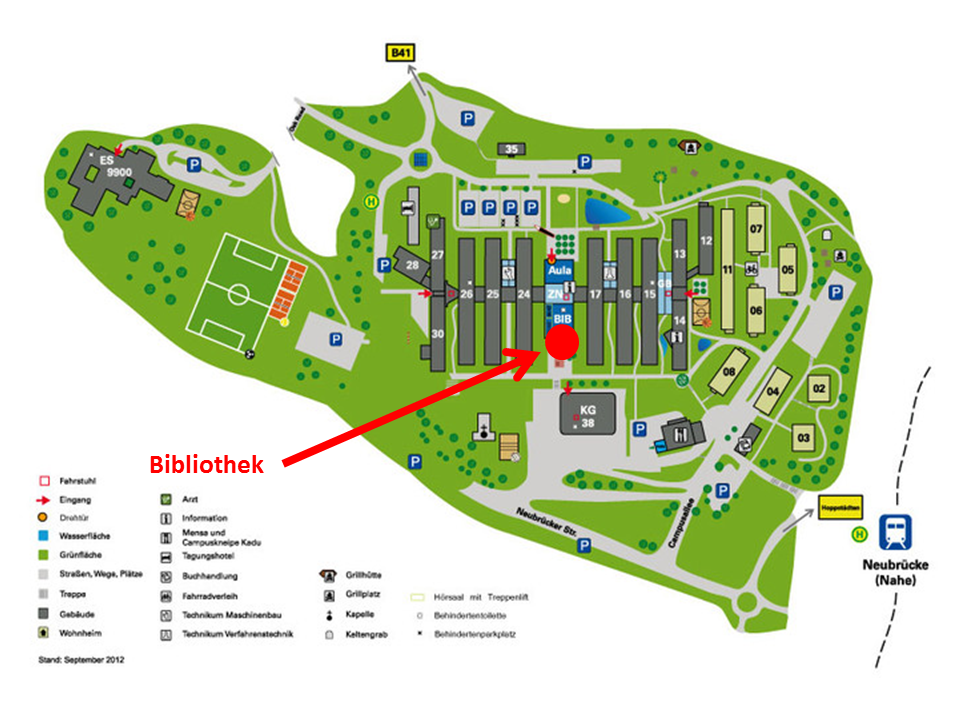 B41
Oak Road
P
35
ES
9900
P
P
H
P
P
P
P
07
12
13
27
28
P
Aula
05
11
GB
26
25
24
ZN
17
16
15
P
BIB
06
30
14
P
08
04
02
KG
38
P
03
Bibliothek
P
P
Neubrücker Str.
Campusallee
Hoppstädten
H
P
Neubrücke
(Nahe)
Fahrstuhl
Eingang
Drehtür
Wasserfläche
Grünfläche
Straßen, Wege, Plätze
Treppe
Gebäude
Wohnheim
Arzt
Information
Mensa und
Campuskneipe Kadu
Tagungshotel
Buchhandlung
Fahrradverleih
Technikum Maschinenbau
Technikum Verfahrenstechnik
Grillhütte
Grillplatz
Kapelle
Keltengrab
Hörsaal mit Treppenlift
Behindertentoilette
Behindertenparkplatz
Stand: September 2012